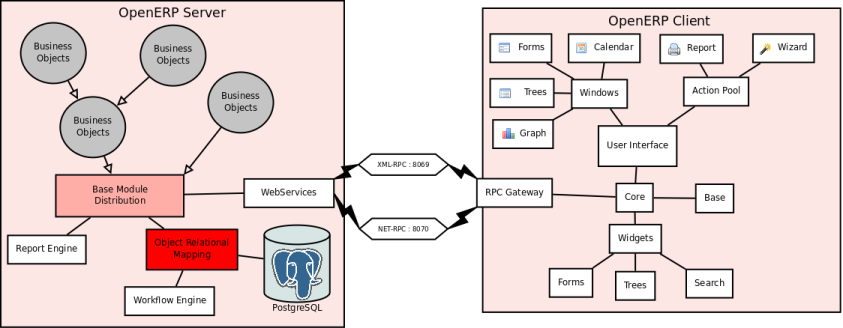 OpenERP Server
Business
Objects
Business
Objects
Business
Objects
Business
Objects
Base Module
Distribution
WebServices
Report Engine
Object Relational
Mapping
Workflow Engine
PostgreSQL
XML-RPC : 8069
NET-RPC : 8070
OpenERP Client
Forms
Calendar
Report
Wizard
Trees
Windows
Action Pool
Graph
User Interface
RPC Gateway
Core
Base
Widgets
Forms
Trees
Search